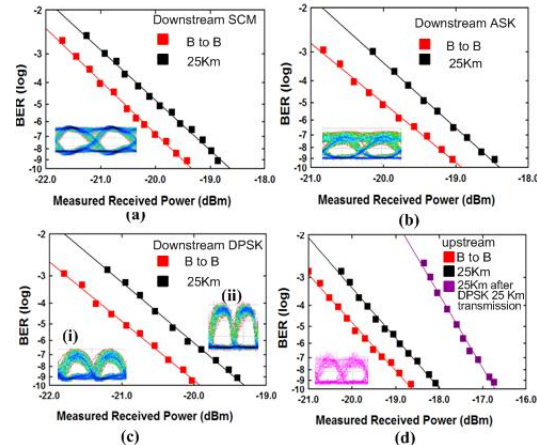 Downstream SCM
B to B
25Km
BER (log)
-2
-3
-4
-5
-6
-7
-8
-9
-22.0
-21.0
-20.0
-19.0
-18.0
Measured Received Power (dBm)
(a)
Downstream ASK
B to B
25Km
BER (log)
-2
-3
-4
-5
-6
-7
-8
-9
-21.0
-20.0
-19.0
-18.0
Measured Received Power (dBm)
(b)
Downstream DPSK
B to B
25Km
(i)
(ii)
BER (log)
-2
-3
-4
-5
-6
-7
-8
-9
-10
-22.0
-21.0
-20.0
-19.0
Measured Received Power (dBm)
(c)
upstream
B to B
25Km
25Km after
DPSK 25 Km
transmission
BER (log)
-2
-3
-4
-5
-6
-7
-8
-9
-10
-21.0
-20.0
-19.0
-18.0
-17.0
-16.0
Measured Received Power (dBm)
(d)